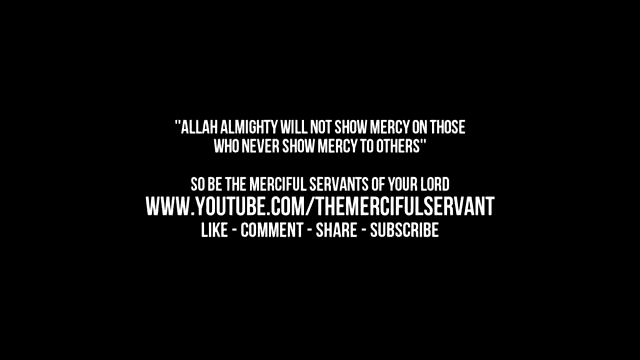 "ALLAH ALMIGHTY WILL NOT SHOW MERCY ON THOSE
WHO NEVER SHOW MERCY TO OTHERS"
SO BE THE MERCIFUL SERVANTS OF YOUR LORD
WWW.YOUTUBE.COM/THEMERCIFULSERVANT
LIKE - COMMENT - SHARE - SUBSCRIBE